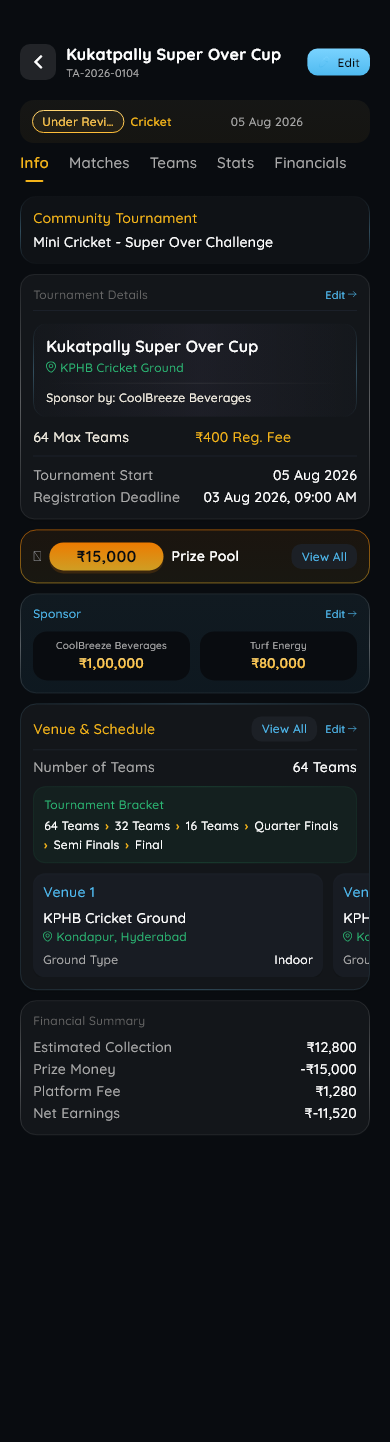 Kukatpally Super Over Cup
TA-2026-0104
Edit
Under Revi... Cricket 05 Aug 2026
Info Matches Teams Stats Financials
Community Tournament
Mini Cricket - Super Over Challenge
Tournament Details Edit →
Kukatpally Super Over Cup
KPHB Cricket Ground
Sponsor by: CoolBreeze Beverages
64 Max Teams ₹400 Reg. Fee
Tournament Start 05 Aug 2026
Registration Deadline 03 Aug 2026, 09:00 AM
₹15,000 Prize Pool View All
Sponsor Edit →
CoolBreeze Beverages Turf Energy
₹1,00,000 ₹80,000
Venue & Schedule View All Edit →
Number of Teams 64 Teams
Tournament Bracket
64 Teams › 32 Teams › 16 Teams › Quarter Finals
› Semi Finals › Final
Venue 1 Ven
KPHB Cricket Ground KPH
Kondapur, Hyderabad Ko
Ground Type Indoor Grou
Financial Summary
Estimated Collection ₹12,800
Prize Money -₹15,000
Platform Fee ₹1,280
Net Earnings ₹-11,520